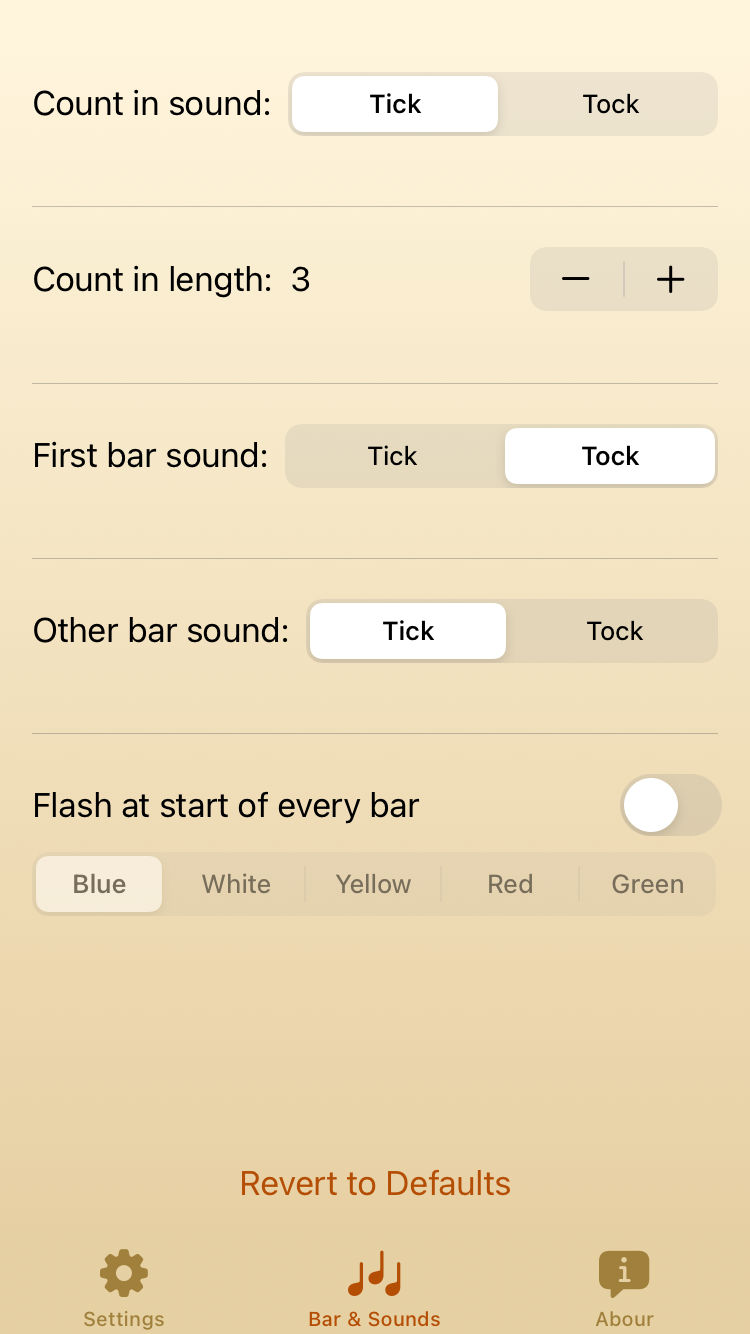 Count in sound: Tick Tock
Count in length: 3 − +
First bar sound: Tick Tock
Other bar sound: Tick Tock
Flash at start of every bar
Blue White Yellow Red Green
Revert to Defaults
Settings Bar & Sounds Abour